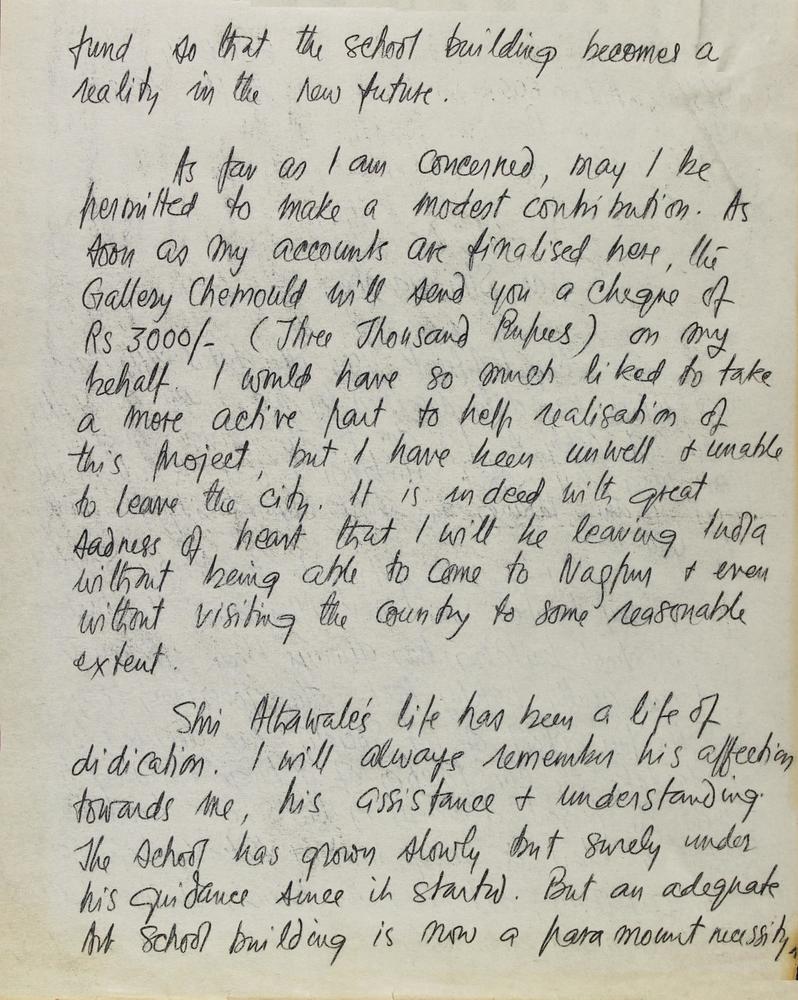 fund so that the school building becomes a
reality in the new future.
As far as I am concerned, may I be
permitted to make a modest contribution. As
soon as my accounts are finalised here, the
Gallery Chemould will send you a cheque of
Rs 3000/- (Three Thousand Rupees) on my
behalf. I would have so much liked to take
a more active part to help realisation of
this project, but I have been unwell & unable
to leave the city. It is indeed with great
sadness of heart that I will be leaving India
without being able to come to Nagpur & even
without visiting the country to some reasonable
extent.
Shri Athawale's life has been a life of
didication. I will always remember his affection
towards me, his assistance & understanding.
The school has grown slowly but surely under
his guidance since it started. But an adequate
Art school building is now a paramount necessity,